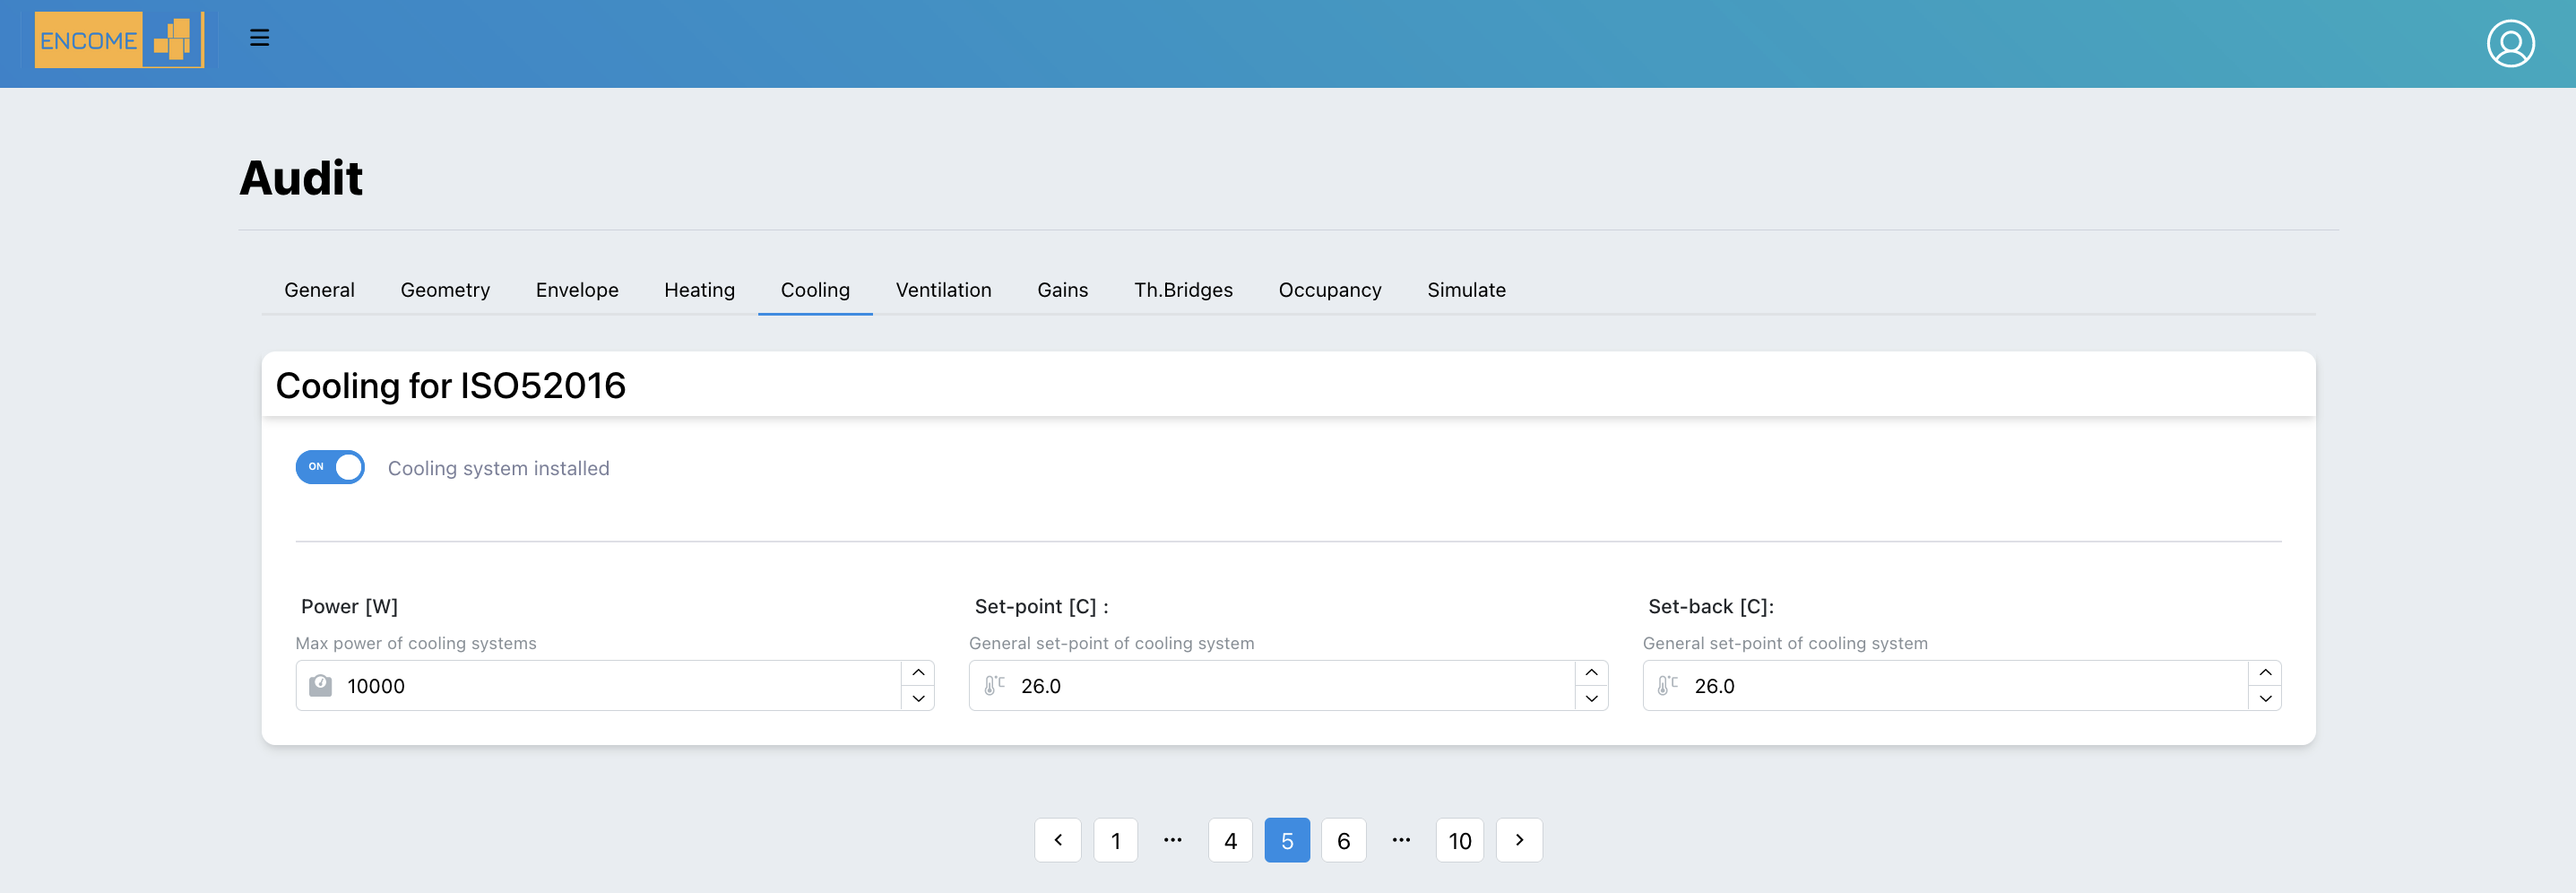 ENCOME
Audit
General Geometry Envelope Heating Cooling Ventilation Gains Th.Bridges Occupancy Simulate
Cooling for ISO52016
ON Cooling system installed
Power [W] Set-point [C] : Set-back [C]:
Max power of cooling systems General set-point of cooling system General set-point of cooling system
10000 °C 26.0 °C 26.0
< 1 ••• 4 5 6 ••• 10 >